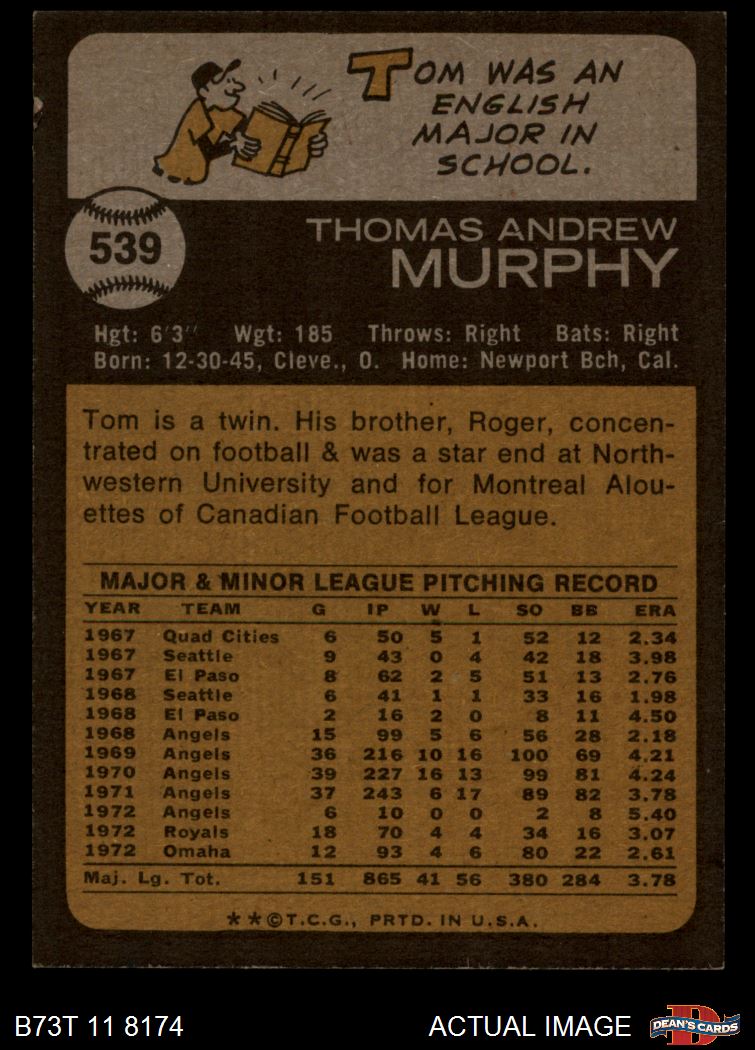 TOM WAS AN
ENGLISH
MAJOR IN
SCHOOL.
539
THOMAS ANDREW
MURPHY
Hgt: 6'3" Wgt: 185 Throws: Right Bats: Right
Born: 12-30-45, Cleve., O. Home: Newport Bch, Cal.
Tom is a twin. His brother, Roger, concen-
trated on football & was a star end at North-
western University and for Montreal Alou-
ettes of Canadian Football League.
MAJOR & MINOR LEAGUE PITCHING RECORD
YEAR TEAM G IP W L SO BB ERA
1967 Quad Cities 6 50 5 1 52 12 2.34
1967 Seattle 9 43 0 4 42 18 3.98
1967 El Paso 8 62 2 5 51 13 2.76
1968 Seattle 6 41 1 1 33 16 1.98
1968 El Paso 2 16 2 0 8 11 4.50
1968 Angels 15 99 5 6 56 28 2.18
1969 Angels 36 216 10 16 100 69 4.21
1970 Angels 39 227 16 13 99 81 4.24
1971 Angels 37 243 6 17 89 82 3.78
1972 Angels 6 10 0 0 2 8 5.40
1972 Royals 18 70 4 4 34 16 3.07
1972 Omaha 12 93 4 6 80 22 2.61
Maj. Lg. Tot. 151 865 41 56 380 284 3.78
**©T.C.G., PRTD. IN U.S.A.
B73T 11 8174 ACTUAL IMAGE DEAN'S CARDS